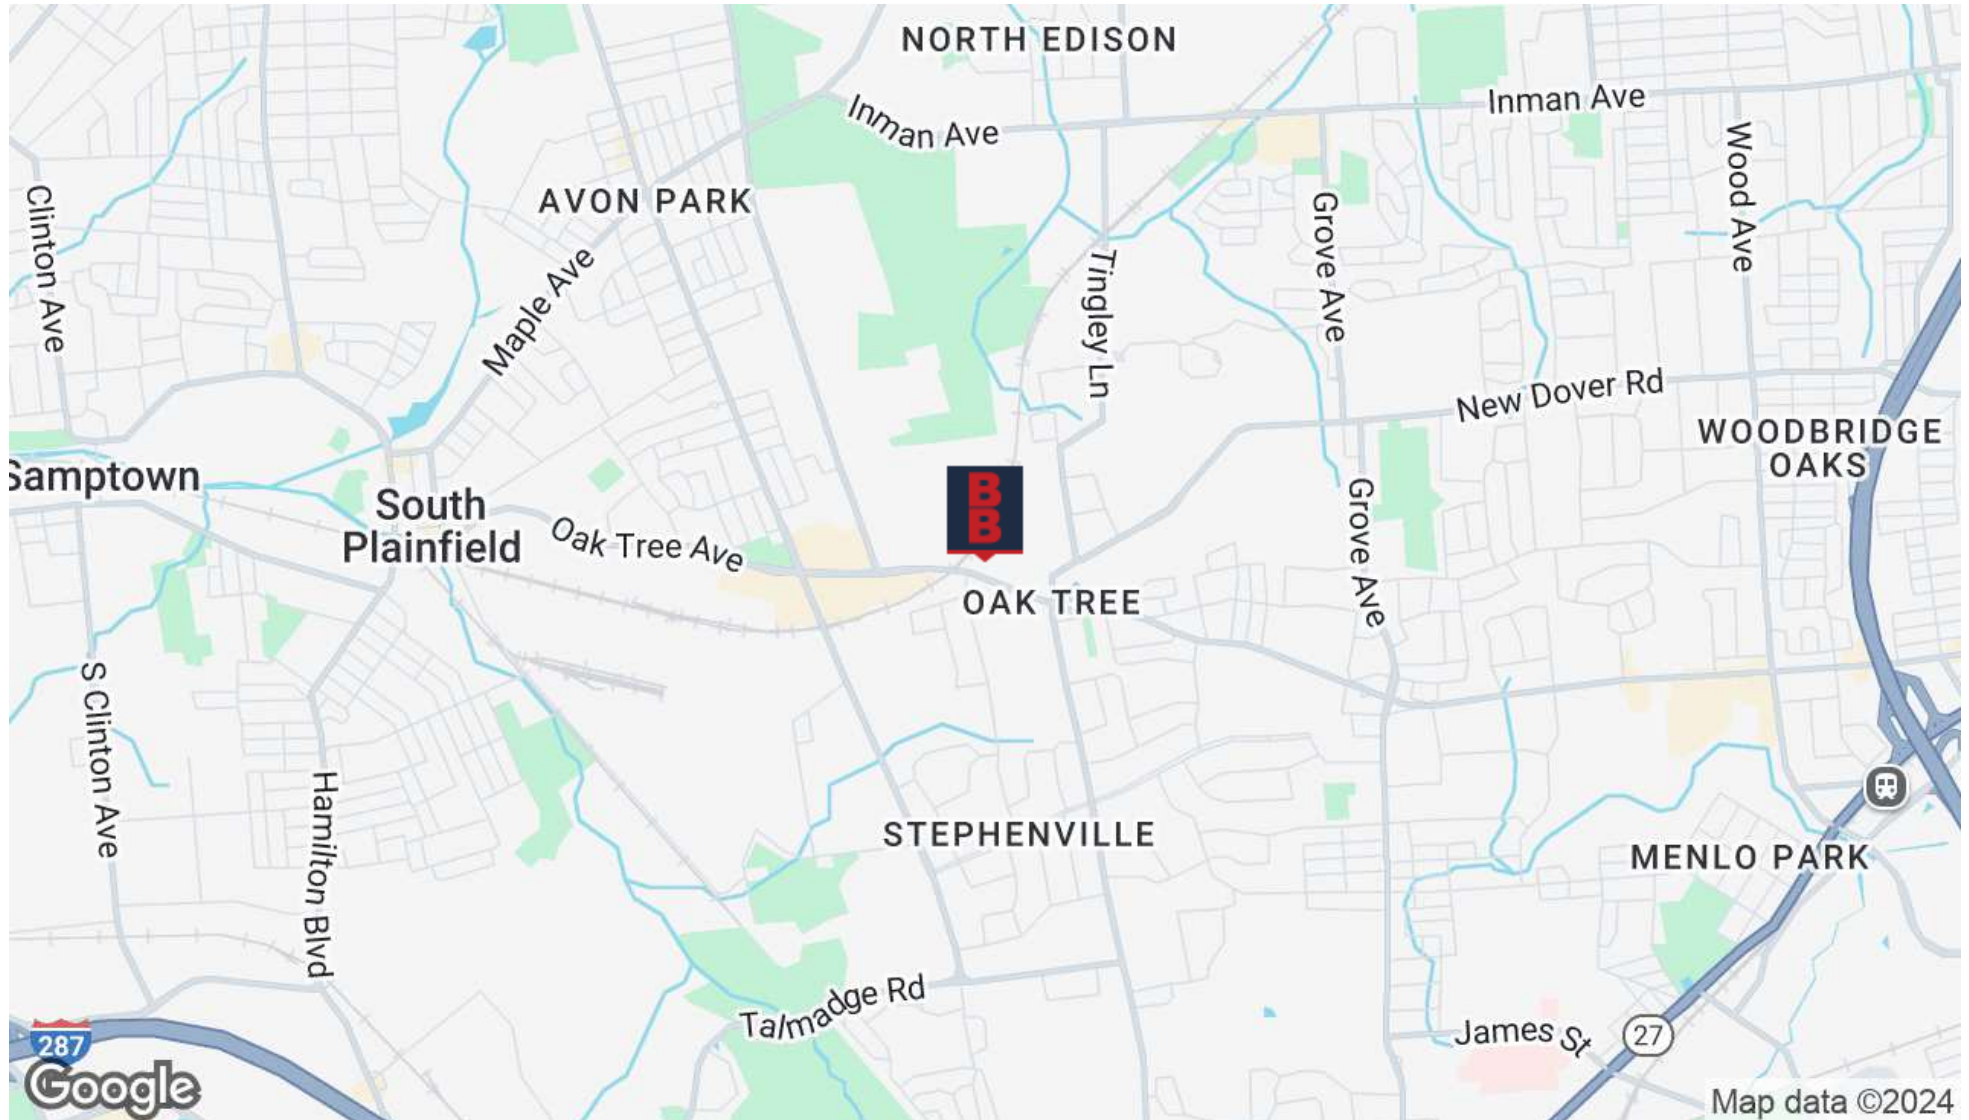 NORTH EDISON
Inman Ave
Inman Ave
Wood Ave
Clinton Ave
AVON PARK
Grove Ave
Maple Ave
Tingley Ln
New Dover Rd
WOODBRIDGE
OAKS
Samptown
South
Plainfield
B
B
Oak Tree Ave
Grove Ave
OAK TREE
S Clinton Ave
Hamilton Blvd
STEPHENVILLE
MENLO PARK
Talmadge Rd
James St
27
287
Google
Map data ©2024